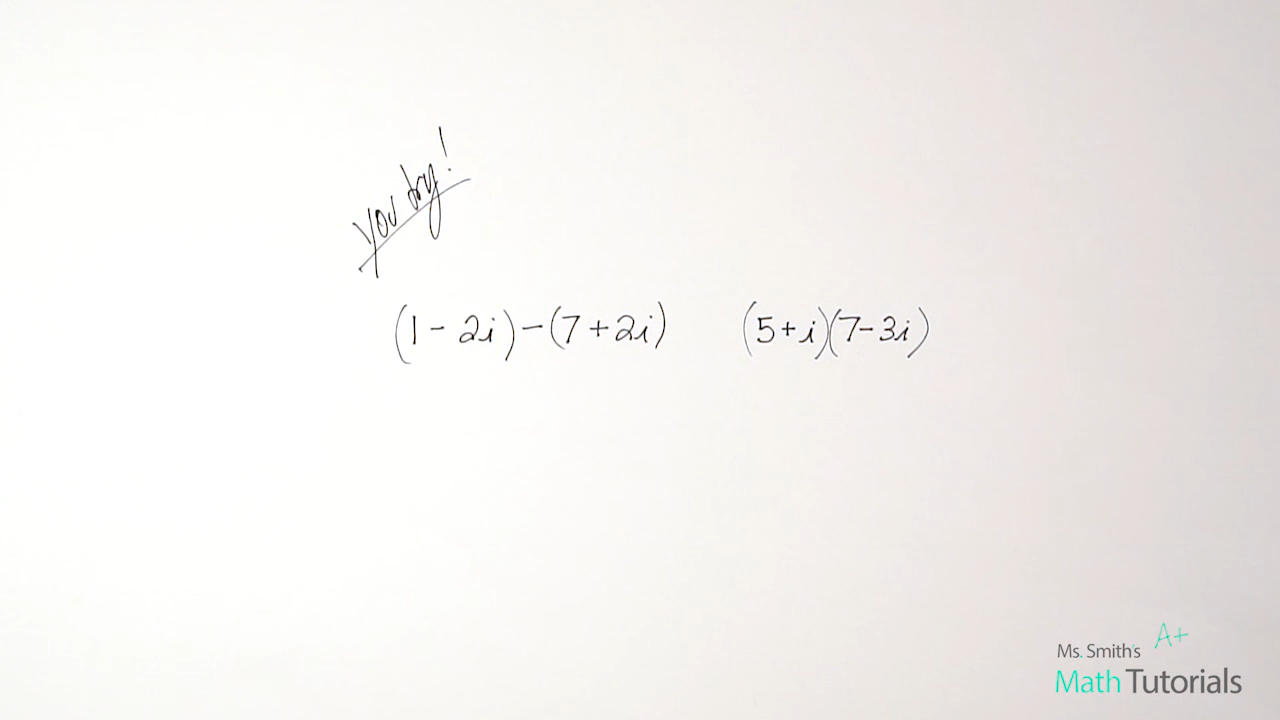 you try!
(1 - 2i) - (7 + 2i) (5 + i)(7 - 3i)
A+
Ms. Smith's
Math Tutorials